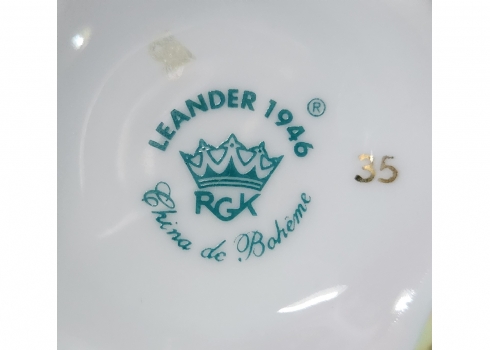 LEANDER 1946 ®
RGK
China de Bohême
35